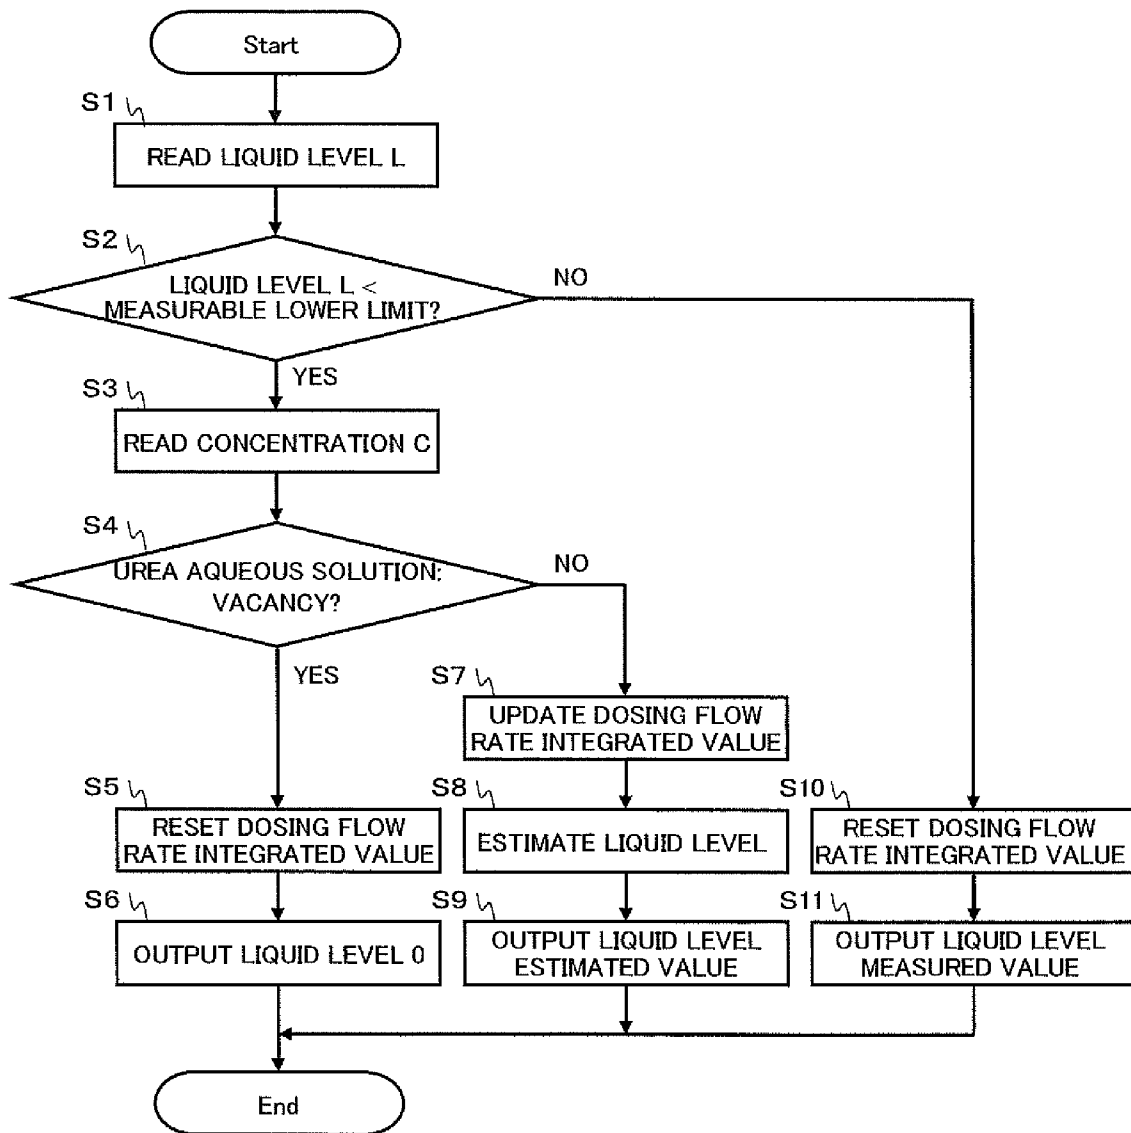 Start
S1
READ LIQUID LEVEL L
S2
LIQUID LEVEL L <
MEASURABLE LOWER LIMIT?
NO
YES
S3
READ CONCENTRATION C
S4
UREA AQUEOUS SOLUTION:
VACANCY?
NO
YES
S7
UPDATE DOSING FLOW
RATE INTEGRATED VALUE
S5
RESET DOSING FLOW
RATE INTEGRATED VALUE
S8
ESTIMATE LIQUID LEVEL
S10
RESET DOSING FLOW
RATE INTEGRATED VALUE
S6
OUTPUT LIQUID LEVEL 0
S9
OUTPUT LIQUID LEVEL
ESTIMATED VALUE
S11
OUTPUT LIQUID LEVEL
MEASURED VALUE
End